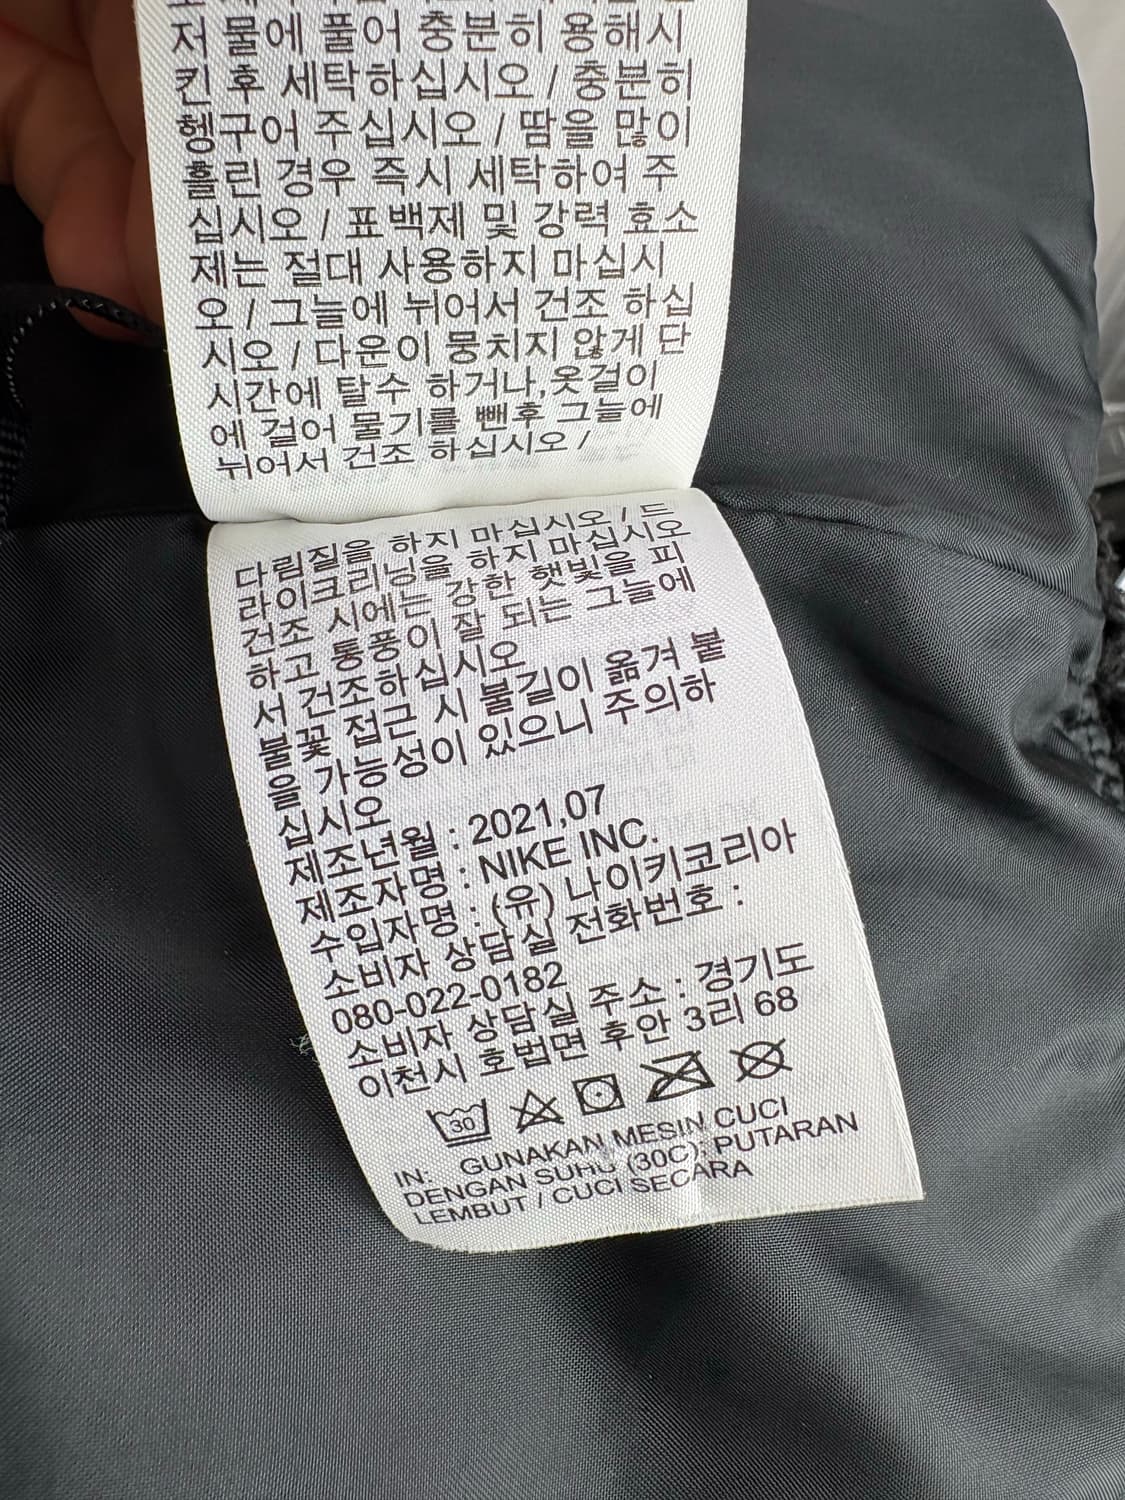 저 물에 풀어 충분히 용해시
킨 후 세탁하십시오 / 충분히
헹구어 주십시오 / 땀을 많이
흘린 경우 즉시 세탁하여 주
십시오 / 표백제 및 강력 효소
제는 절대 사용하지 마십시
오 / 그늘에 뉘어서 건조 하십
시오 / 다운이 뭉치지 않게 단
시간에 탈수 하거나,옷걸이
에 걸어 물기를 뺀후 그늘에
뉘어서 건조 하십시오 /
다림질을 하지 마십시오 / 드
라이크리닝을 하지 마십시오
건조 시에는 강한 햇빛을 피
하고 통풍이 잘 되는 그늘에
서 건조하십시오
불꽃 접근 시 불길이 옮겨 붙
을 가능성이 있으니 주의하
십시오
제조년월 : 2021,07
제조자명 : NIKE INC.
수입자명 : (유) 나이키코리아
소비자 상담실 전화번호 :
080-022-0182
소비자 상담실 주소 : 경기도
이천시 호법면 후안 3리 68
30
IN: GUNAKAN MESIN CUCI
DENGAN SUHU (30C); PUTARAN
LEMBUT / CUCI SECARA